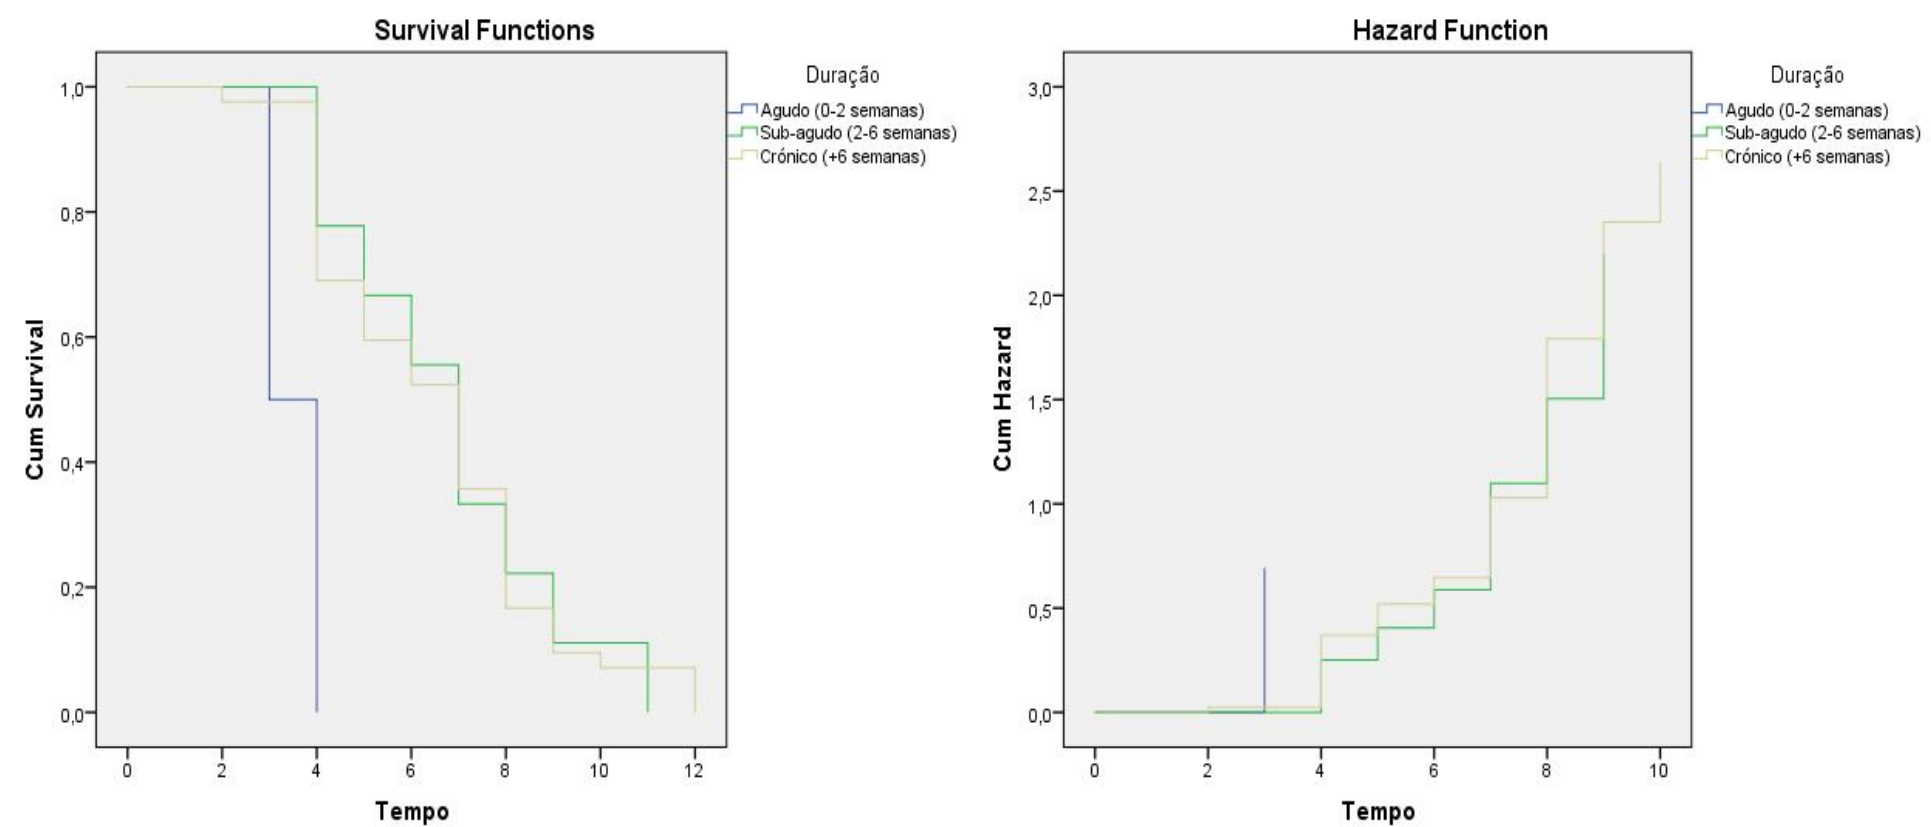 Survival Functions
Duração
Agudo (0-2 semanas)
Sub-agudo (2-6 semanas)
Crónico (+6 semanas)
1,0
0,8
0,6
0,4
0,2
0,0
Cum Survival
0 2 4 6 8 10 12
Tempo
Hazard Function
Duração
Agudo (0-2 semanas)
Sub-agudo (2-6 semanas)
Crónico (+6 semanas)
3,0
2,5
2,0
1,5
1,0
0,5
0,0
Cum Hazard
0 2 4 6 8 10
Tempo